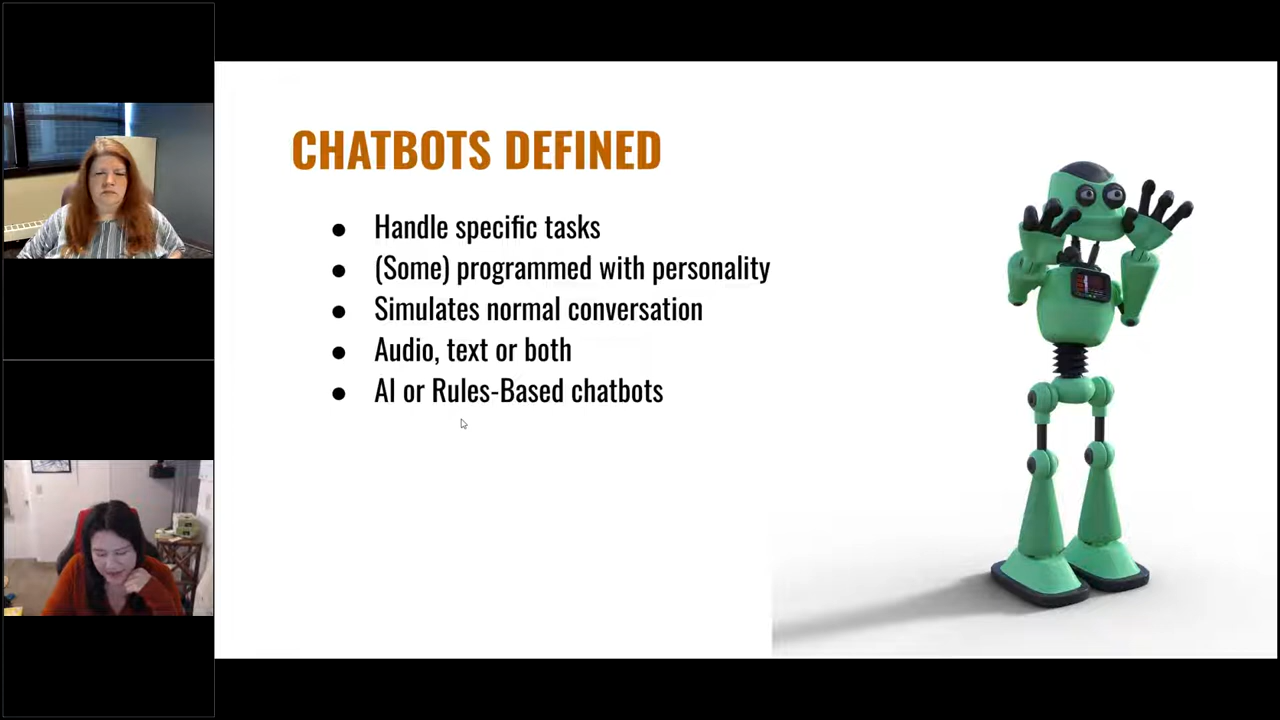 CHATBOTS DEFINED
● Handle specific tasks
● (Some) programmed with personality
● Simulates normal conversation
● Audio, text or both
● AI or Rules-Based chatbots